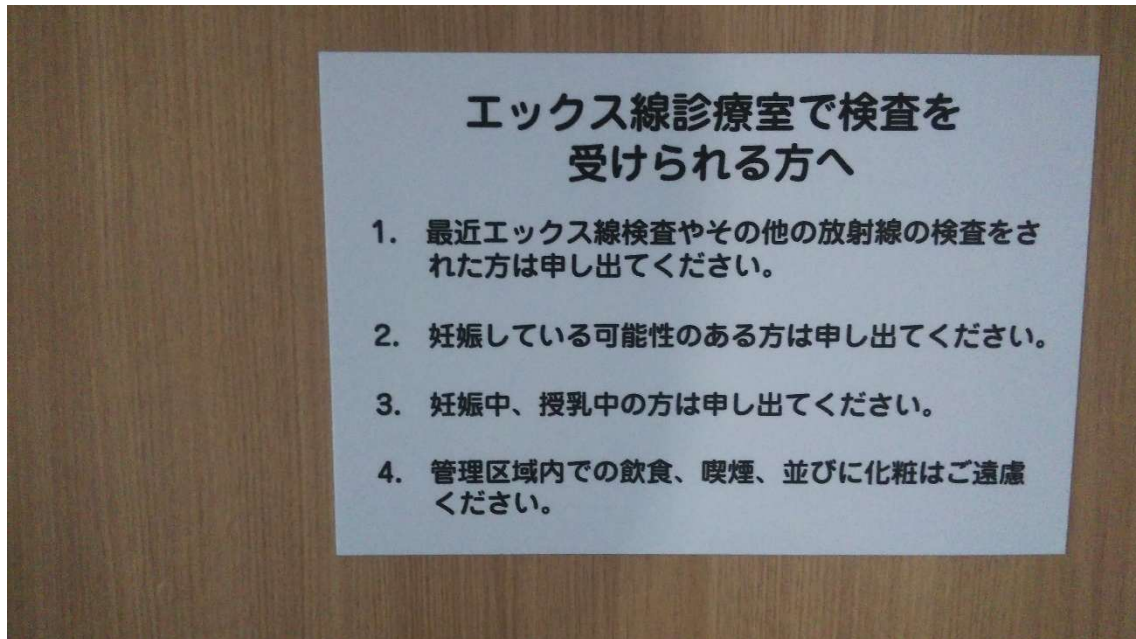 エックス線診療室で検査を
受けられる方へ
1. 最近エックス線検査やその他の放射線の検査をさ
れた方は申し出てください。
2. 妊娠している可能性のある方は申し出てください。
3. 妊娠中、授乳中の方は申し出てください。
4. 管理区域内での飲食、喫煙、並びに化粧はご遠慮
ください。